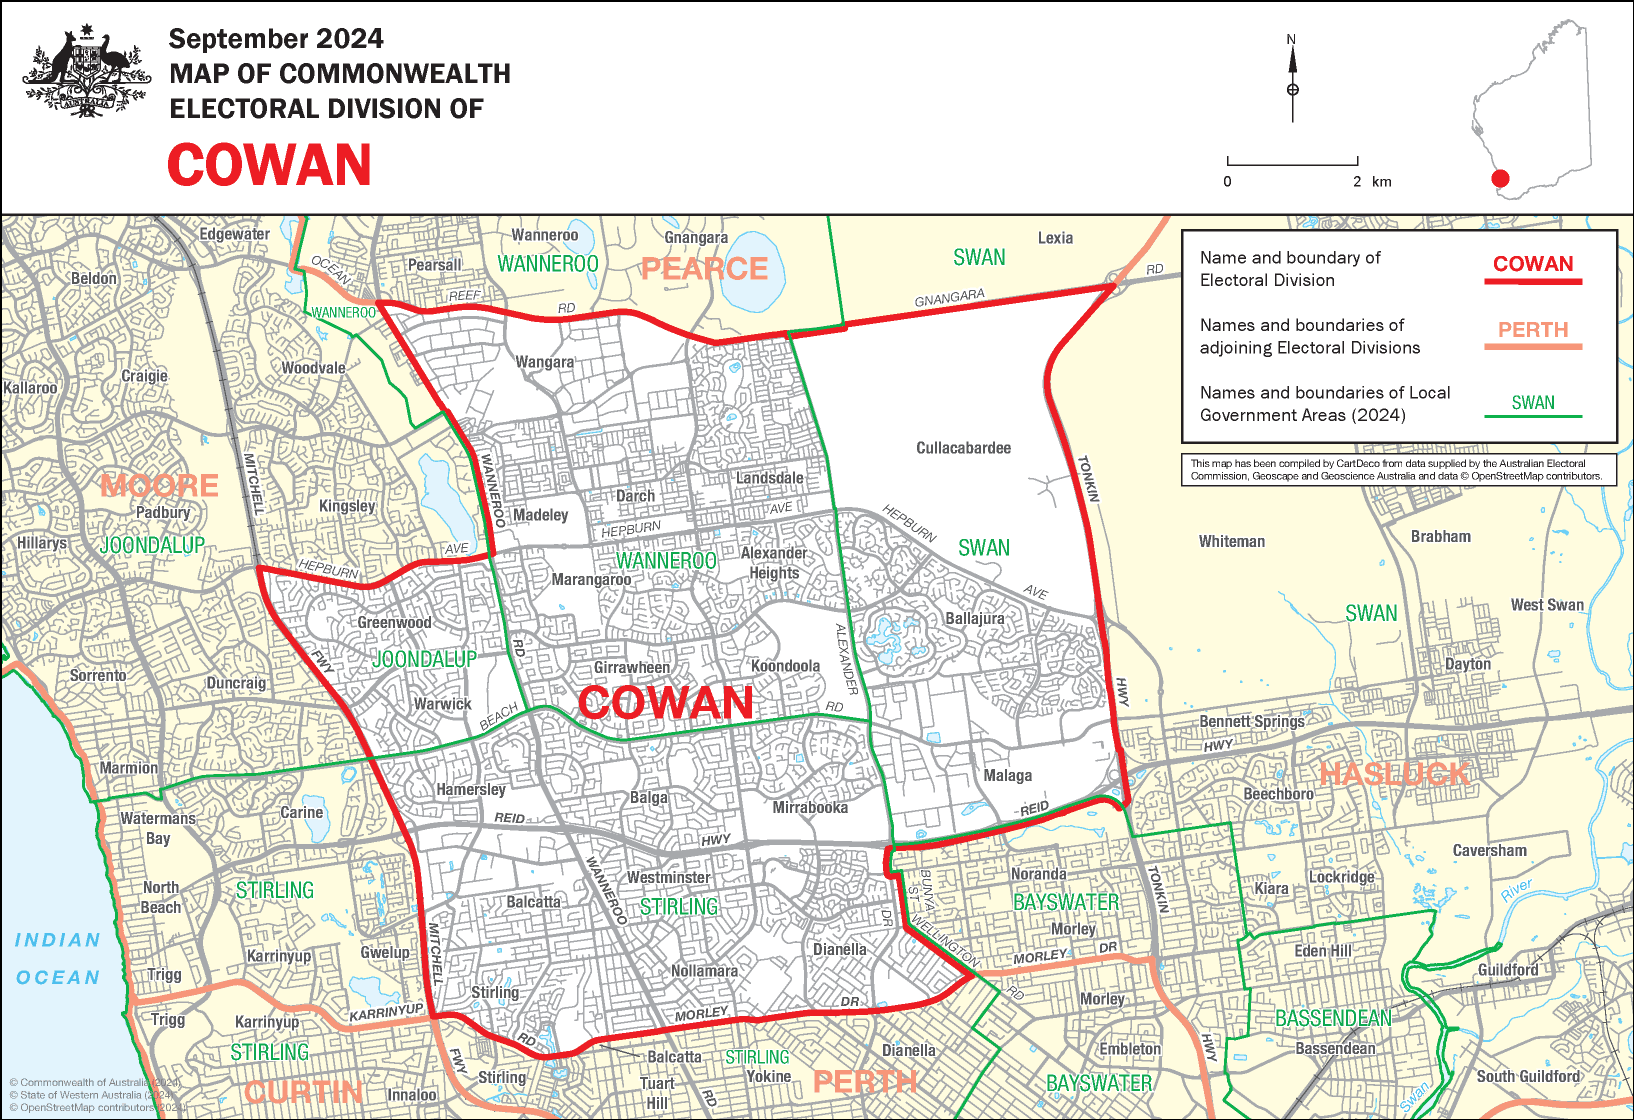 September 2024
MAP OF COMMONWEALTH
ELECTORAL DIVISION OF
COWAN
AUSTRALIA
N
0 2 km
Name and boundary of
Electoral Division
COWAN
Names and boundaries of
adjoining Electoral Divisions
PERTH
Names and boundaries of Local
Government Areas (2024)
SWAN
This map has been compiled by CartDeco from data supplied by the Australian Electoral
Commission, Geoscape and Geoscience Australia and data © OpenStreetMap contributors.
Edgewater
Wanneroo
Gnangara
Lexia
Beldon
OCEAN
Pearsall
WANNEROO
PEARCE
SWAN
RD
REEF
RD
GNANGARA
WANNEROO
Kallaroo
Craigie
Woodvale
Wangara
Cullacabardee
MOORE
MITCHELL
Kingsley
WANNEROO
Landsdale
TONKIN
Padbury
Madeley
Darch
AVE
HEPBURN
Hillarys
JOONDALUP
AVE
HEPBURN
SWAN
Whiteman
Brabham
HEPBURN
WANNEROO
Alexander
Heights
Marangaroo
AVE
West Swan
Greenwood
ALEXANDER
Ballajura
SWAN
FWY
JOONDALUP
RD
Girrawheen
Koondoola
Dayton
Sorrento
Duncraig
COWAN
HWY
Warwick
BEACH
RD
Bennett Springs
HWY
Marmion
Hamersley
Balga
Mirrabooka
Malaga
HASLUCK
Beechboro
Watermans
Bay
Carine
REID
HWY
REID
Caversham
North
Beach
STIRLING
WANNEROO
Westminster
STIRLING
Balcatta
BUNYA
ST
DR
Noranda
BAYSWATER
TONKIN
Kiara
Lockridge
River
INDIAN
OCEAN
Karrinyup
Gwelup
MITCHELL
Dianella
WELLINGTON
Morley
MORLEY DR
Eden Hill
Guildford
Trigg
Nollamara
Stirling
RD
Morley
Trigg
Karrinyup
STIRLING
KARRINYUP
RD
MORLEY
DR
BASSENDEAN
Bassendean
FWY
Balcatta
STIRLING
Yokine
Dianella
Embleton
HWY
CURTIN
Innaloo
Stirling
Tuart
Hill
RD
PERTH
BAYSWATER
Swan
South Guildford
© Commonwealth of Australia (2024)
© State of Western Australia (2024)
© OpenStreetMap contributors (2024)